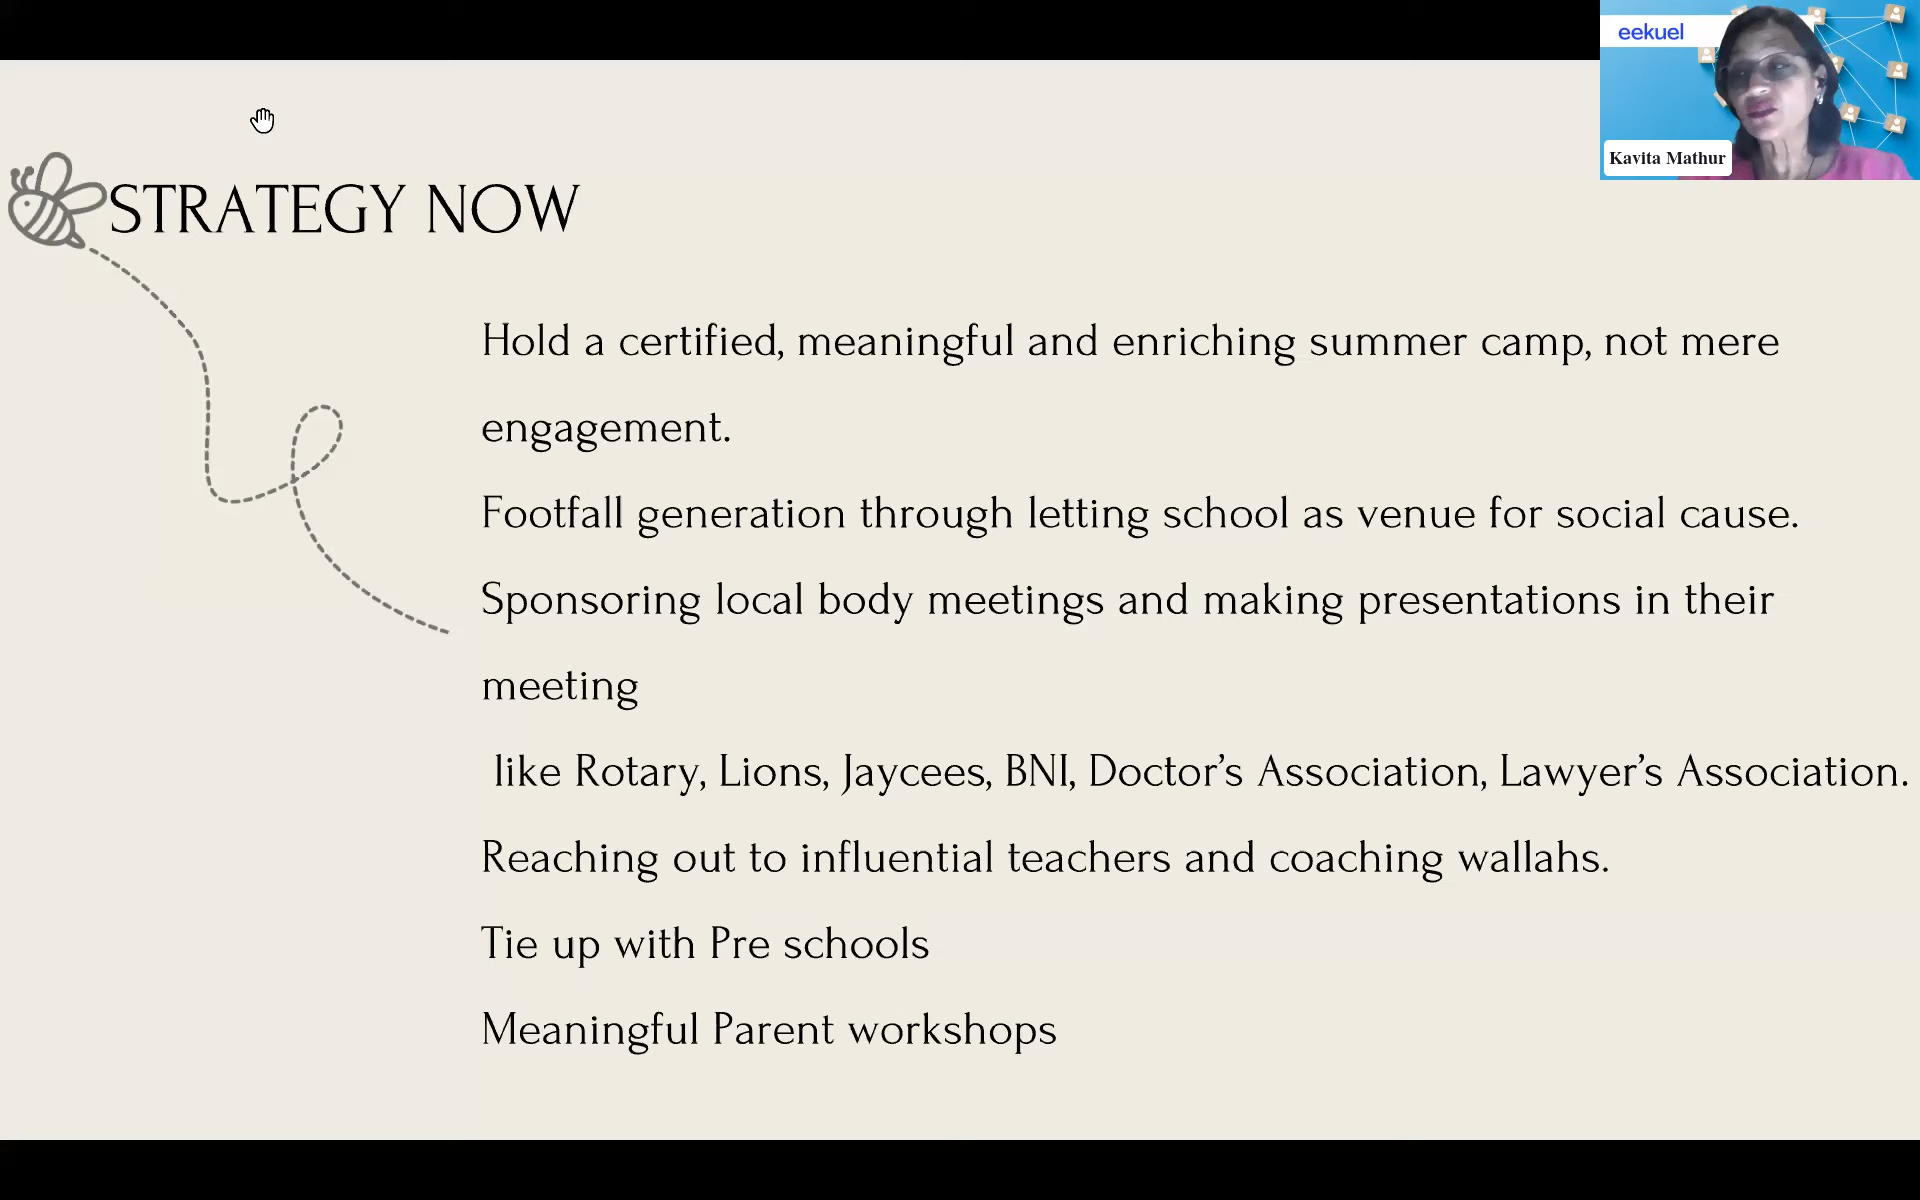 eekuel
Kavita Mathur
STRATEGY NOW
Hold a certified, meaningful and enriching summer camp, not mere
engagement.
Footfall generation through letting school as venue for social cause.
Sponsoring local body meetings and making presentations in their
meeting
like Rotary, Lions, Jaycees, BNI, Doctor’s Association, Lawyer’s Association.
Reaching out to influential teachers and coaching wallahs.
Tie up with Pre schools
Meaningful Parent workshops